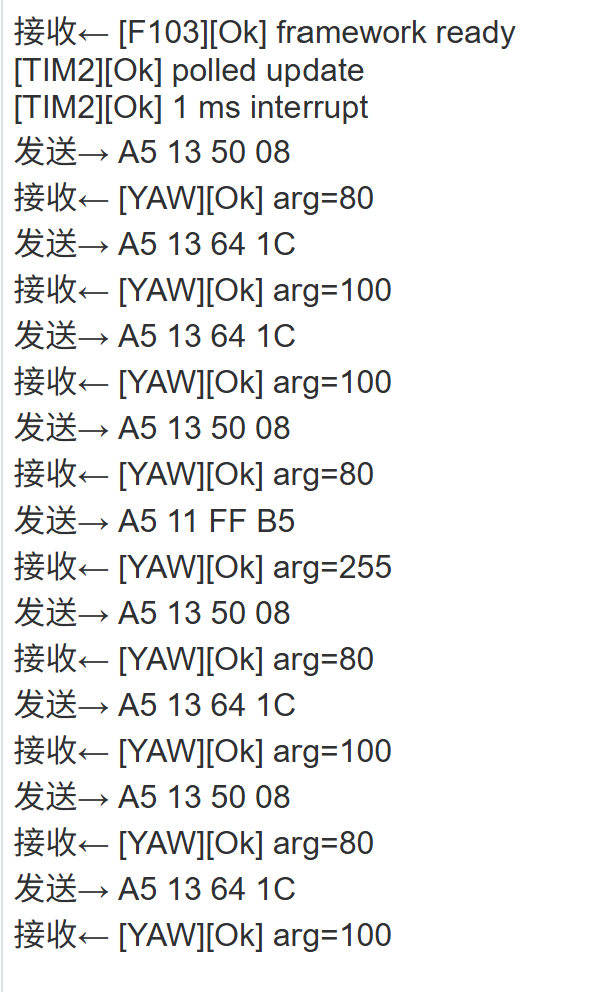 接收← [F103][Ok] framework ready
[TIM2][Ok] polled update
[TIM2][Ok] 1 ms interrupt
发送→ A5 13 50 08
接收← [YAW][Ok] arg=80
发送→ A5 13 64 1C
接收← [YAW][Ok] arg=100
发送→ A5 13 64 1C
接收← [YAW][Ok] arg=100
发送→ A5 13 50 08
接收← [YAW][Ok] arg=80
发送→ A5 11 FF B5
接收← [YAW][Ok] arg=255
发送→ A5 13 50 08
接收← [YAW][Ok] arg=80
发送→ A5 13 64 1C
接收← [YAW][Ok] arg=100
发送→ A5 13 50 08
接收← [YAW][Ok] arg=80
发送→ A5 13 64 1C
接收← [YAW][Ok] arg=100